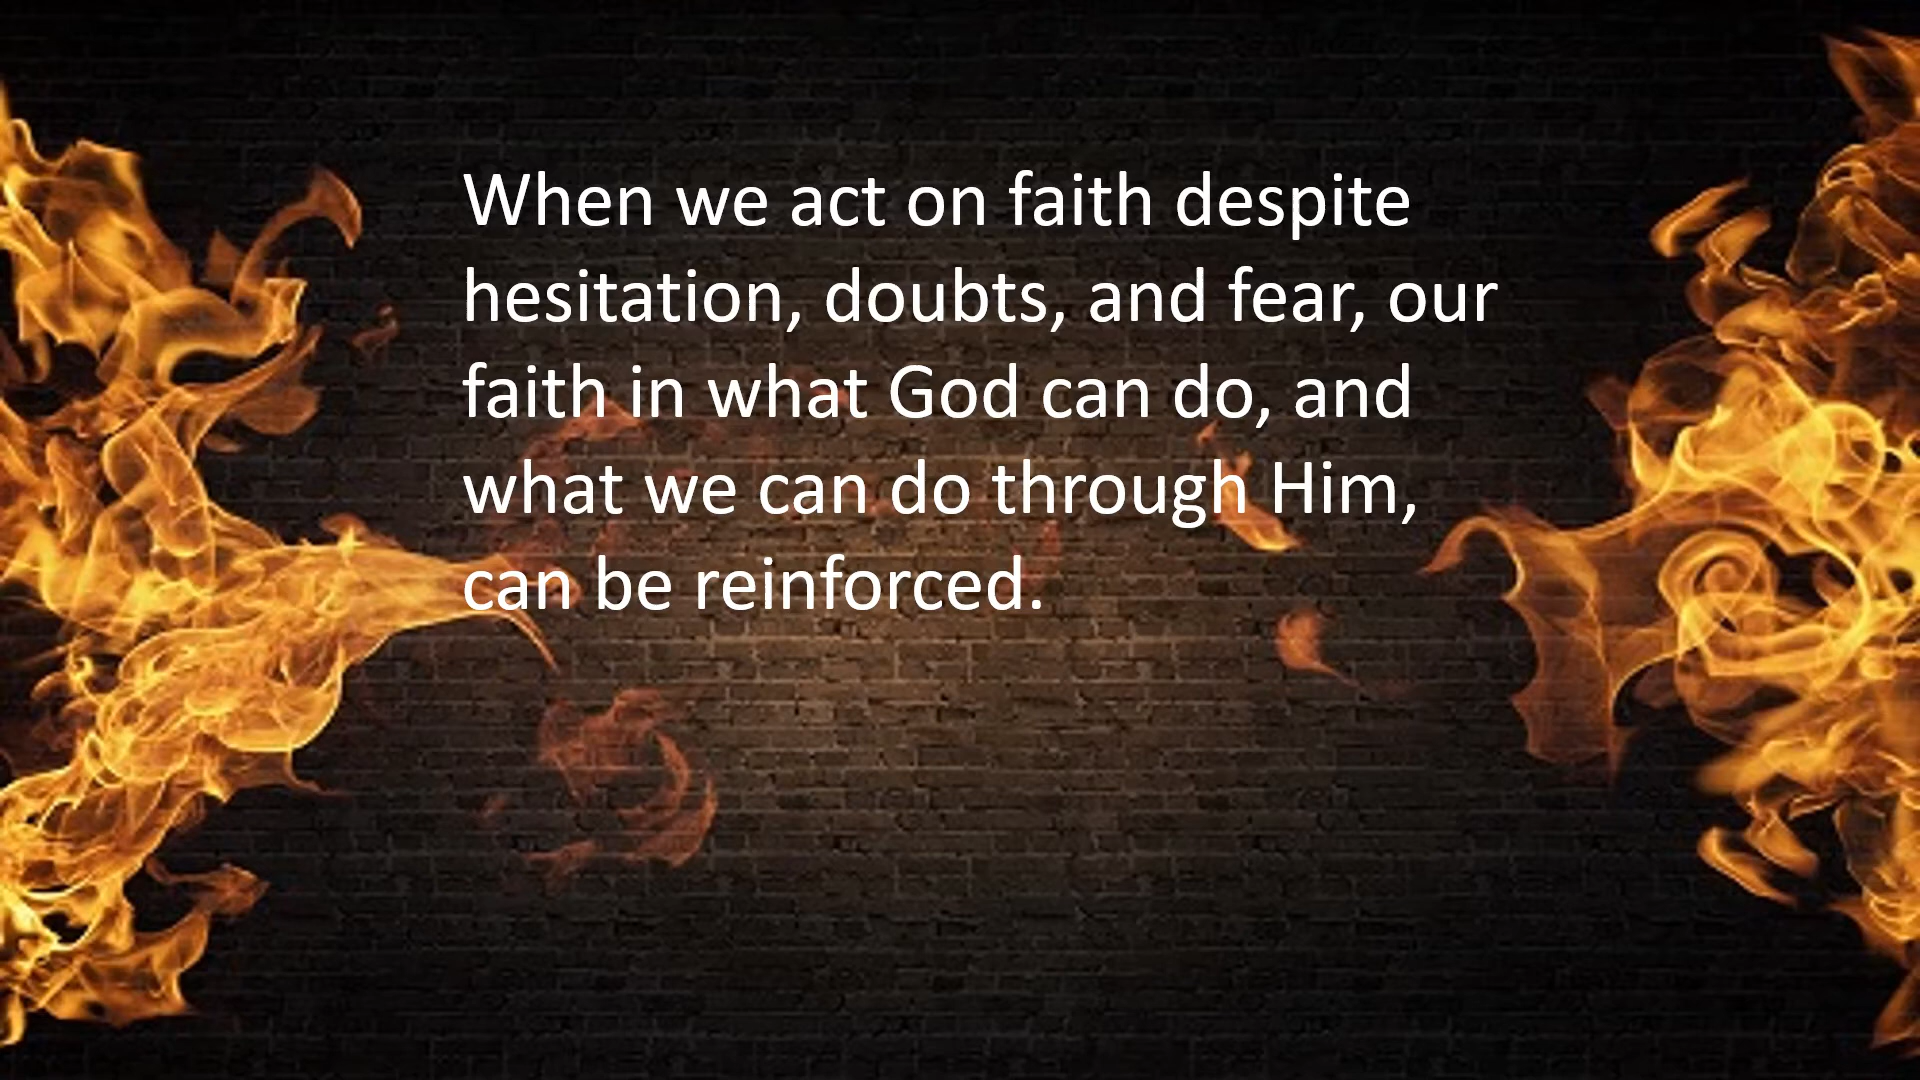 When we act on faith despite
hesitation, doubts, and fear, our
faith in what God can do, and
what we can do through Him,
can be reinforced.